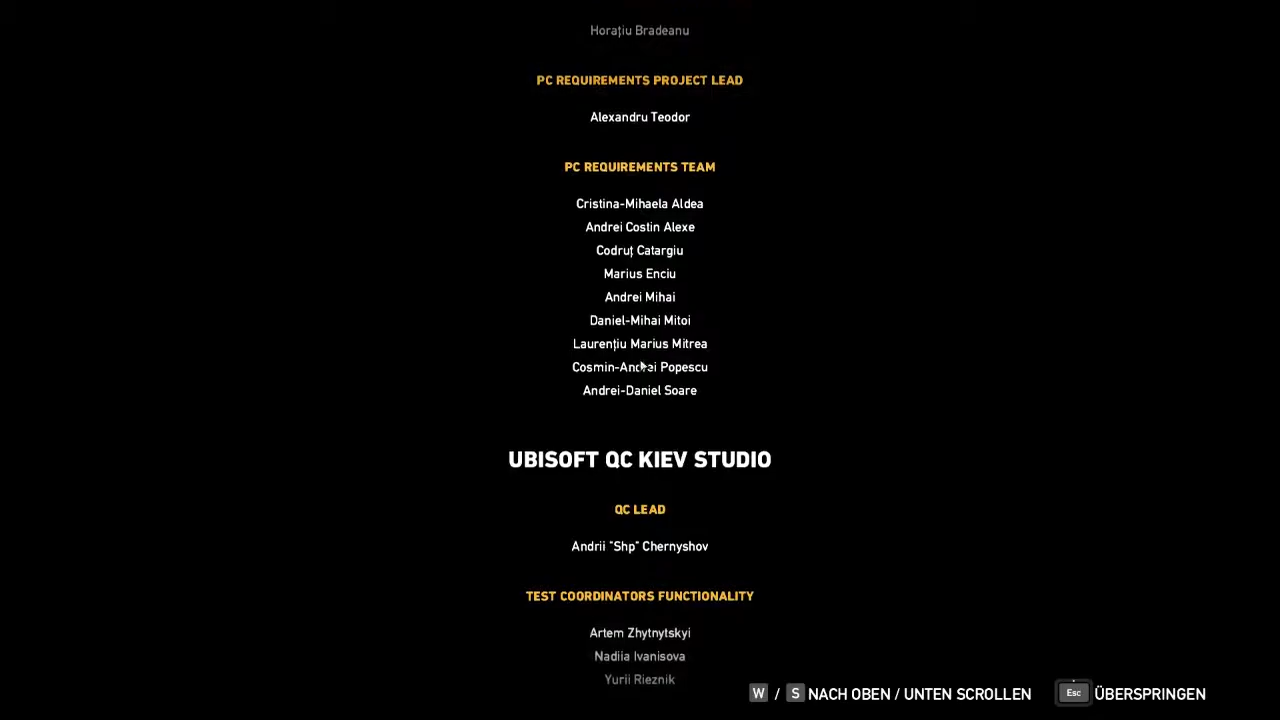 Horațiu Bradeanu
PC REQUIREMENTS PROJECT LEAD
Alexandru Teodor
PC REQUIREMENTS TEAM
Cristina-Mihaela Aldea
Andrei Costin Alexe
Codruț Catargiu
Marius Enciu
Andrei Mihai
Daniel-Mihai Mitoi
Laurențiu Marius Mitrea
Cosmin-Andrei Popescu
Andrei-Daniel Soare
UBISOFT QC KIEV STUDIO
QC LEAD
Andrii "Shp" Chernyshov
TEST COORDINATORS FUNCTIONALITY
Artem Zhytnytskyi
Nadiia Ivanisova
Yurii Rieznik
W / S NACH OBEN / UNTEN SCROLLEN Esc ÜBERSPRINGEN